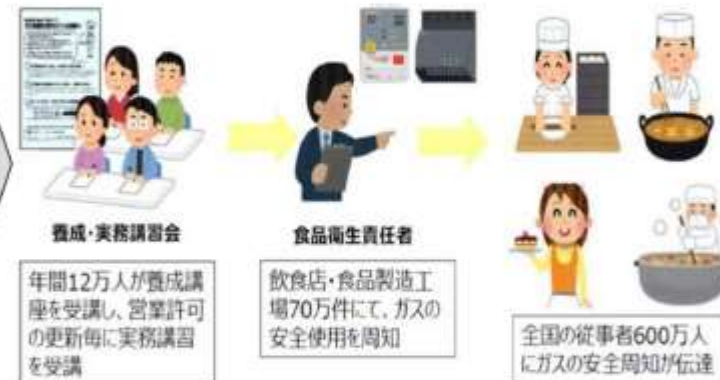 養成・実務講習会
年間12万人が養成講
座を受講し、営業許可
の更新毎に実務講習
を受講
食品衛生責任者
飲食店・食品製造工
場70万件にて、ガスの
安全使用を周知
全国の従事者600万人
にガスの安全周知が伝達